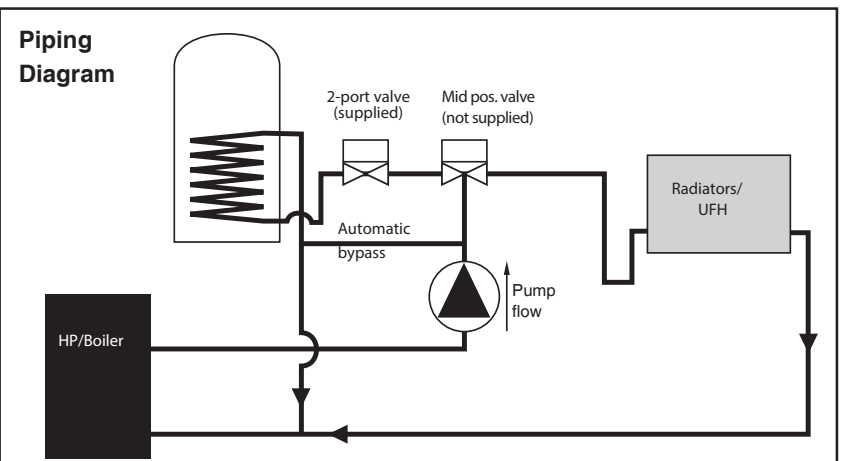 Piping
Diagram
2-port valve
(supplied)
Mid pos. valve
(not supplied)
Radiators/
UFH
Automatic
bypass
Pump
flow
HP/Boiler